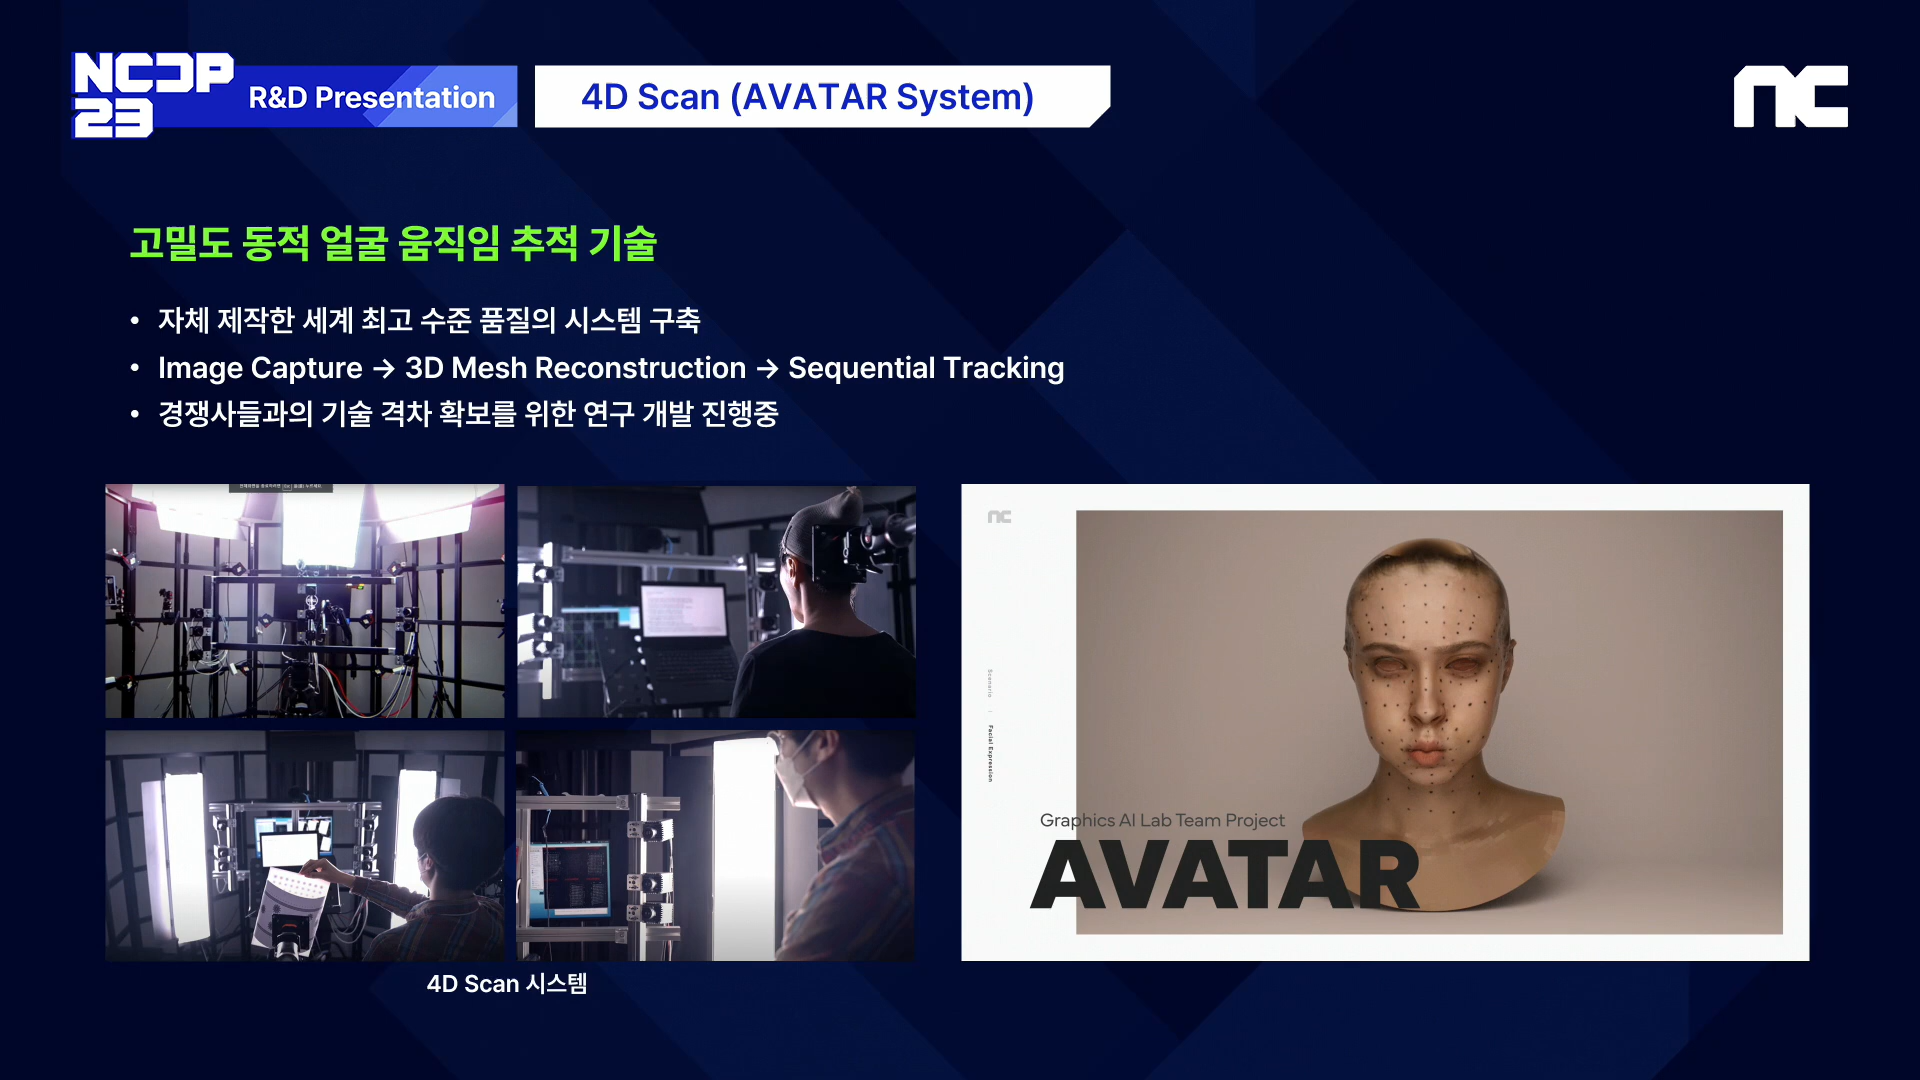 NCDP
23
R&D Presentation
4D Scan (AVATAR System)
nc
고밀도 동적 얼굴 움직임 추적 기술
• 자체 제작한 세계 최고 수준 품질의 시스템 구축
• Image Capture → 3D Mesh Reconstruction → Sequential Tracking
• 경쟁사들과의 기술 격차 확보를 위한 연구 개발 진행중
4D Scan 시스템
nc
Scenario | Facial Expression
Graphics AI Lab Team Project
AVATAR